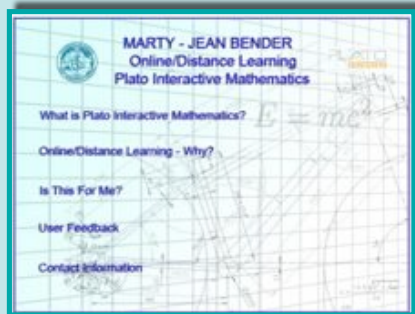 MARTY - JEAN BENDER
Online/Distance Learning
Plato Interactive Mathematics
PLATO
What is Plato Interactive Mathematics?
E = mc²
Online/Distance Learning - Why?
Is This For Me?
User Feedback
Contact Information